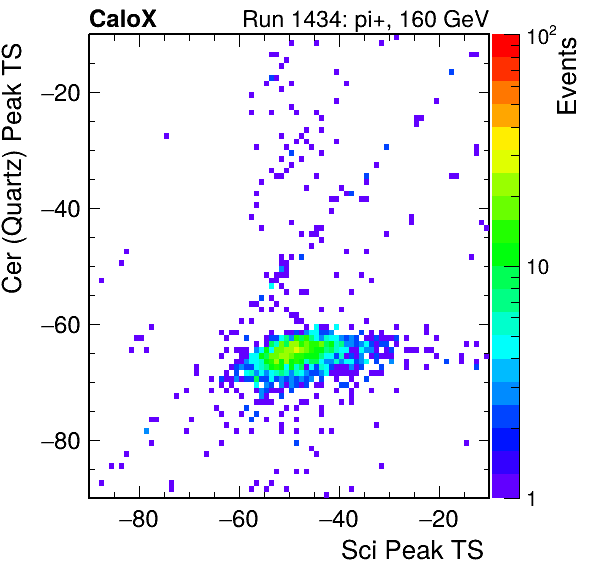 CaloX Run 1434: pi+, 160 GeV
Cer (Quartz) Peak TS
−20
−40
−60
−80
−80 −60 −40 −20
Sci Peak TS
10²
10
1
Events